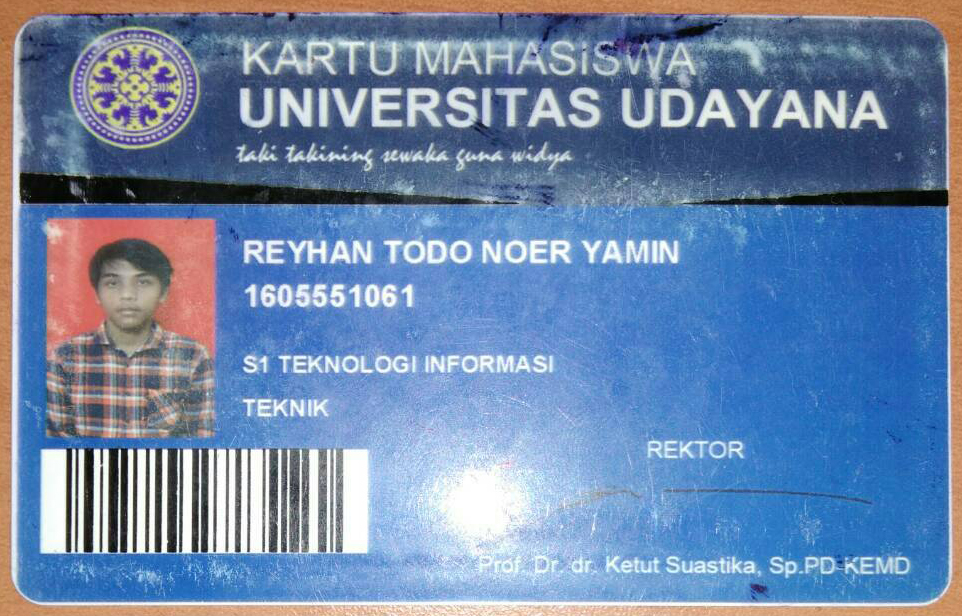 KARTU MAHASISWA
UNIVERSITAS UDAYANA
taki takining sewaka guna widya
REYHAN TODO NOER YAMIN
1605551061
S1 TEKNOLOGI INFORMASI
TEKNIK
REKTOR
Prof. Dr. dr. Ketut Suastika, Sp.PD-KEMD